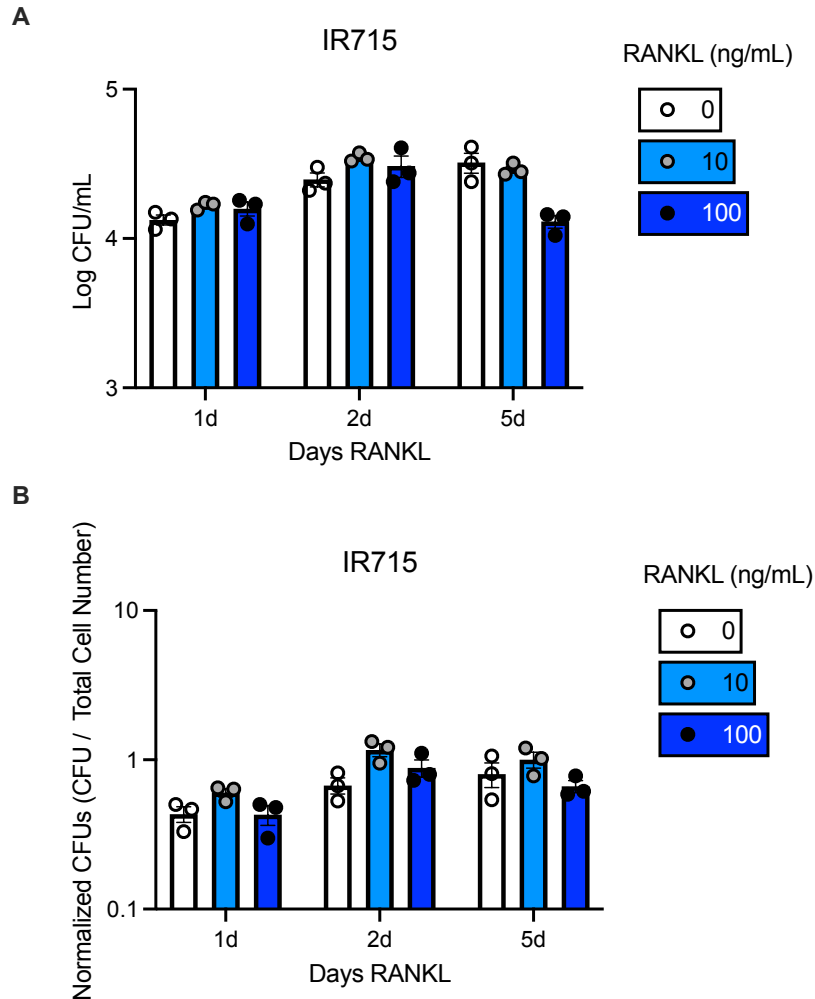 A
IR715
RANKL (ng/mL)
0
10
100
Log CFU/mL
5
4
3
1d
2d
5d
Days RANKL
B
IR715
RANKL (ng/mL)
0
10
100
Normalized CFUs (CFU / Total Cell Number)
10
1
0.1
1d
2d
5d
Days RANKL